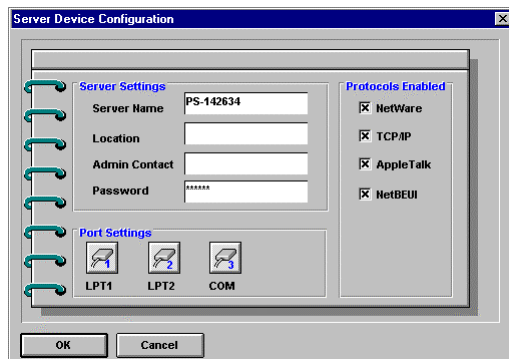 Server Device Configuration
Server Settings
Server Name PS-142634
Location
Admin Contact
Password ******
Protocols Enabled
NetWare
TCP/IP
AppleTalk
NetBEUI
Port Settings
1 2 3
LPT1 LPT2 COM
OK Cancel